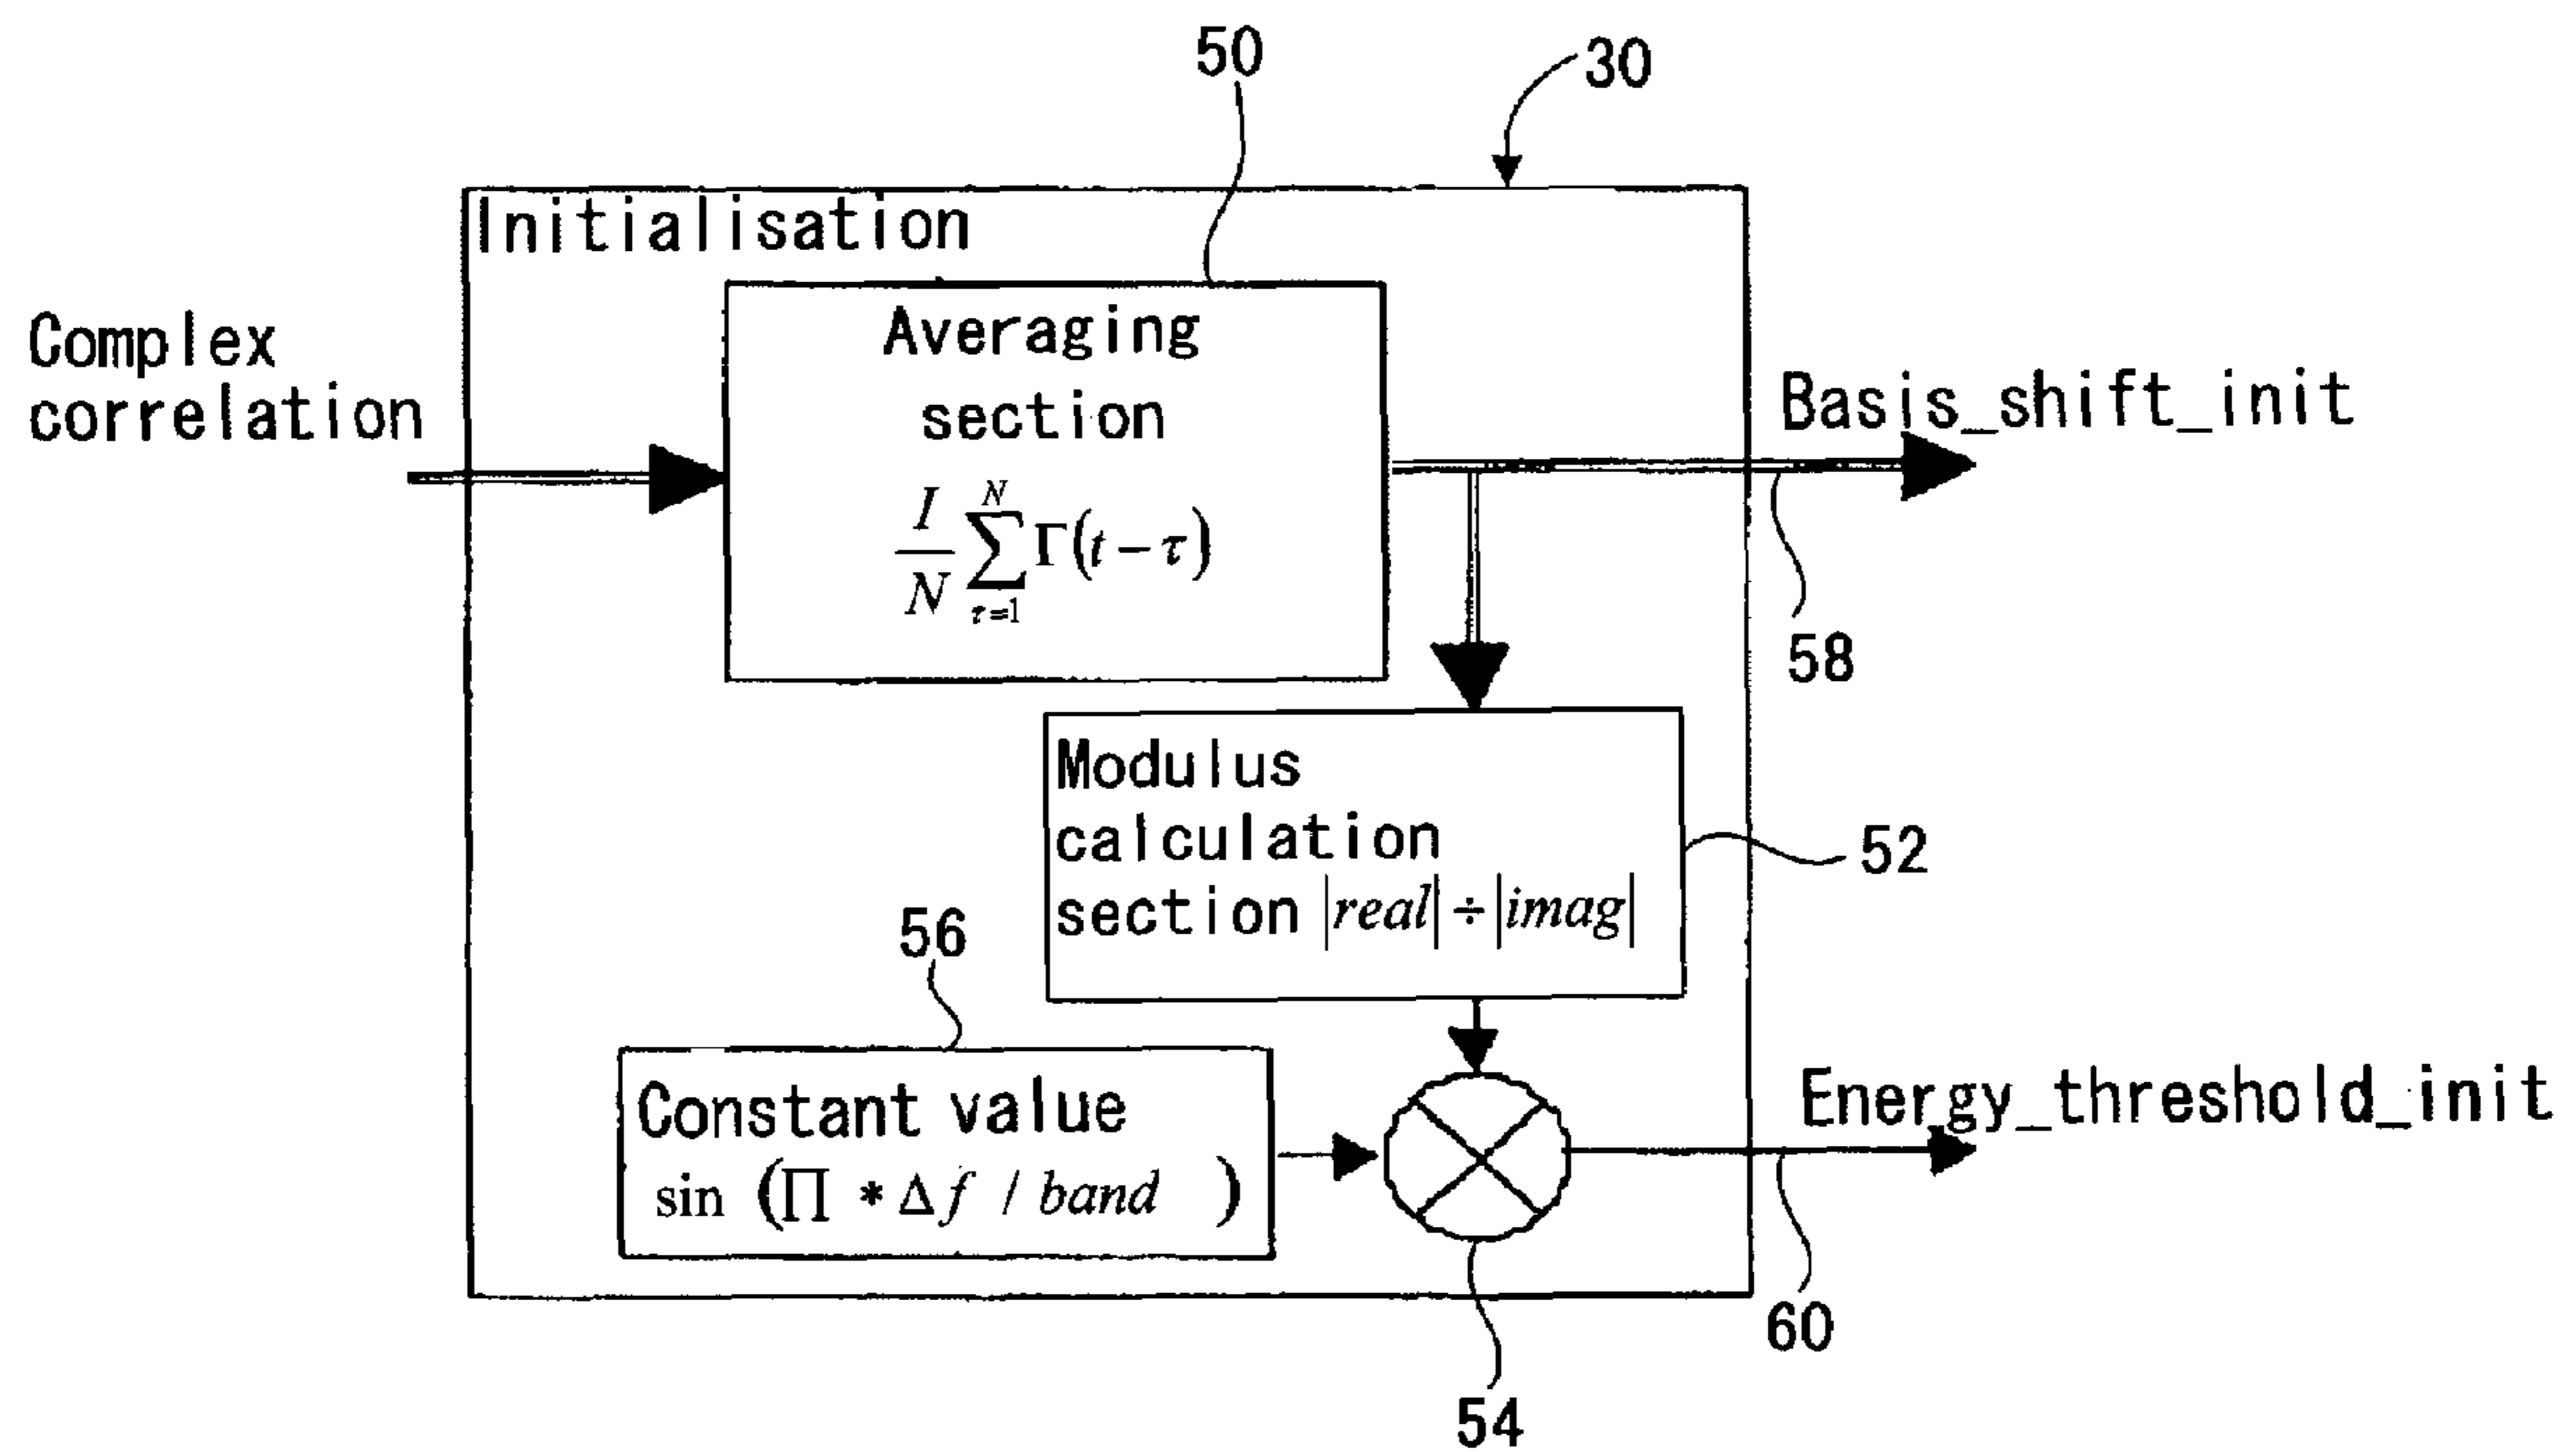 50
30
Initialisation
Complex
correlation
Averaging
section
I/N \sum_{τ=1}^{N} Γ(t − τ)
Basis_shift_init
58
Modulus
calculation
section |real| ÷ |imag|
52
56
Constant value
sin (∏ * Δf / band )
Energy_threshold_init
60
54